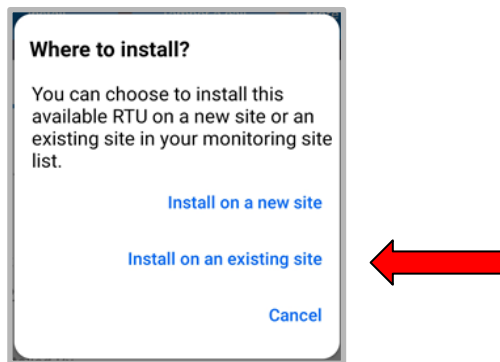 Where to install?
You can choose to install this
available RTU on a new site or an
existing site in your monitoring site
list.
Install on a new site
Install on an existing site
Cancel